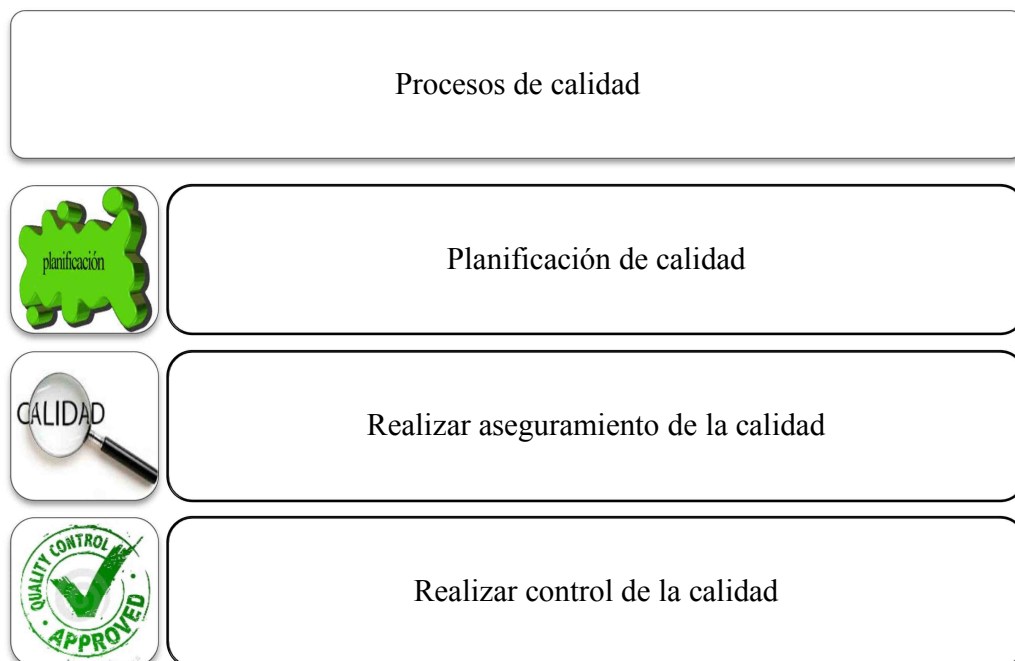 Procesos de calidad
planificación
Planificación de calidad
CALIDAD
Realizar aseguramiento de la calidad
QUALITY CONTROL
APPROVED
Realizar control de la calidad